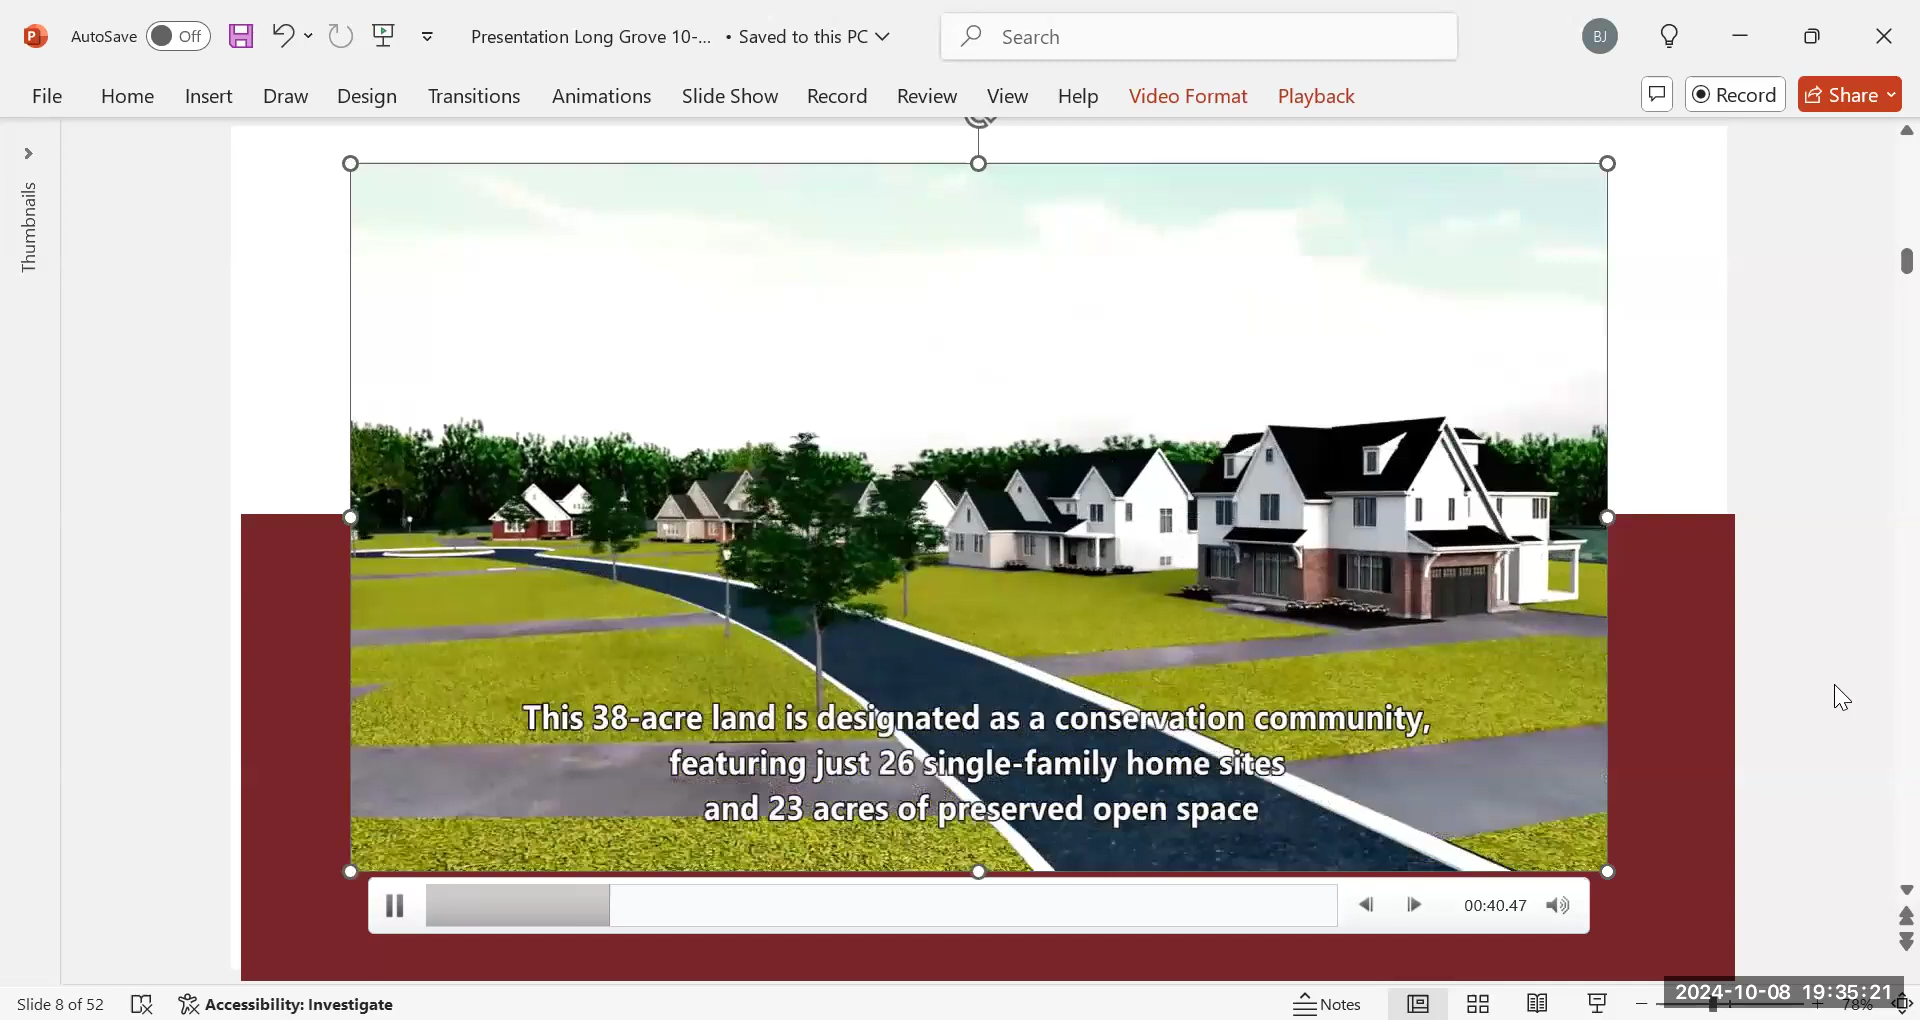 AutoSave Off Presentation Long Grove 10-... • Saved to this PC Search BJ
File Home Insert Draw Design Transitions Animations Slide Show Record Review View Help Video Format Playback Record Share
Thumbnails
This 38-acre land is designated as a conservation community,
featuring just 26 single-family home sites
and 23 acres of preserved open space
00:40.47
2024-10-08 19:35:21
Slide 8 of 52 Accessibility: Investigate Notes 78%